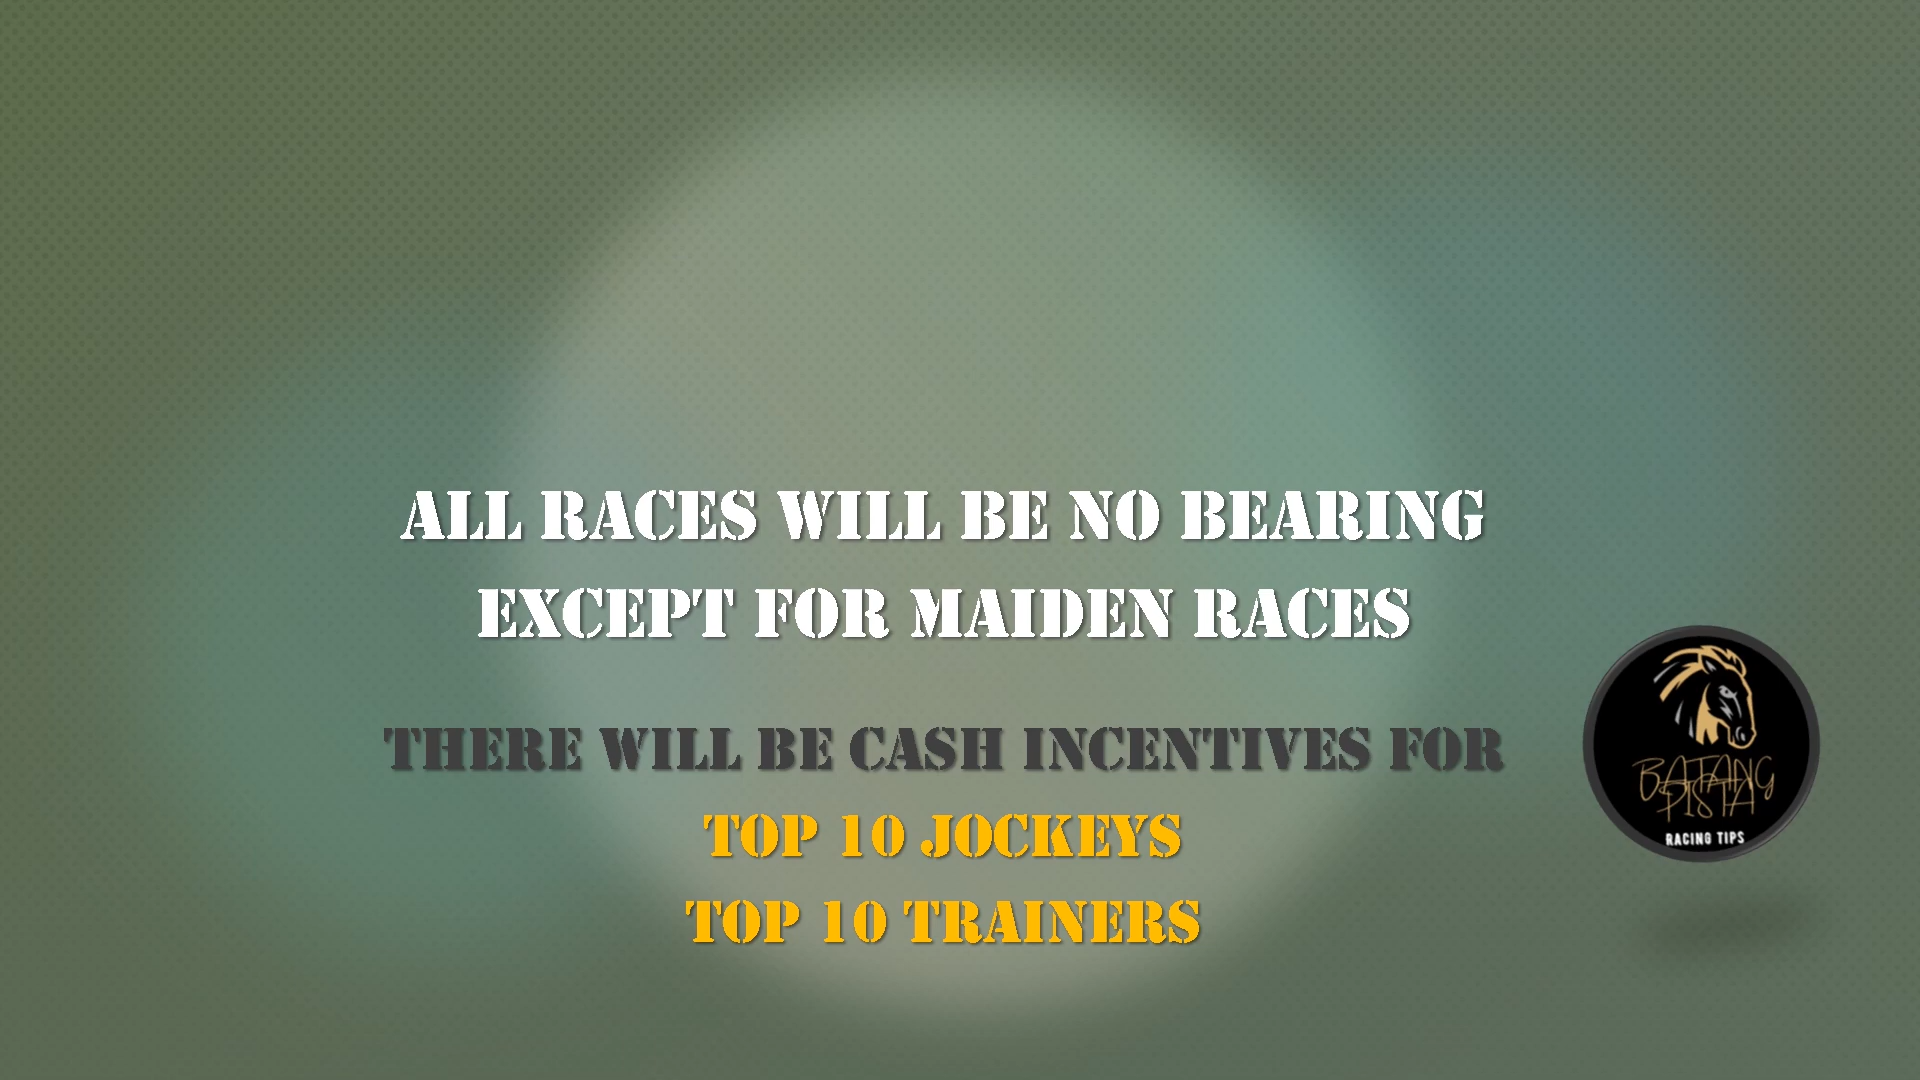 ALL RACES WILL BE NO BEARING
EXCEPT FOR MAIDEN RACES
THERE WILL BE CASH INCENTIVES FOR
TOP 10 JOCKEYS
TOP 10 TRAINERS
BATANG
PISTA
RACING TIPS